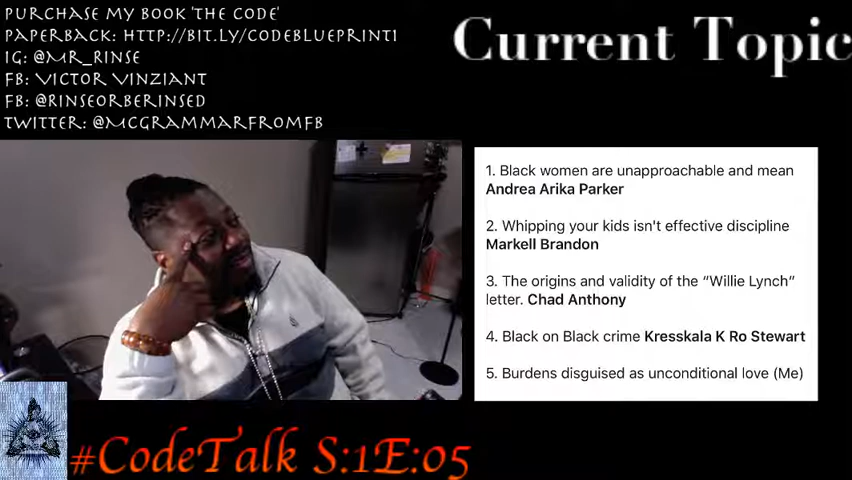 PURCHASE MY BOOK 'THE CODE'
PAPERBACK: HTTP://BIT.LY/CODEBLUEPRINT1
IG: @MR_RINSE
FB: VICTOR VINZIANT
FB: @RINSEORBERINSED
TWITTER: @MCGRAMMARFROMFB
Current Topic
1. Black women are unapproachable and mean
Andrea Arika Parker
2. Whipping your kids isn't effective discipline
Markell Brandon
3. The origins and validity of the “Willie Lynch”
letter. Chad Anthony
4. Black on Black crime Kresskala K Ro Stewart
5. Burdens disguised as unconditional love (Me)
#CodeTalk S:1E:05